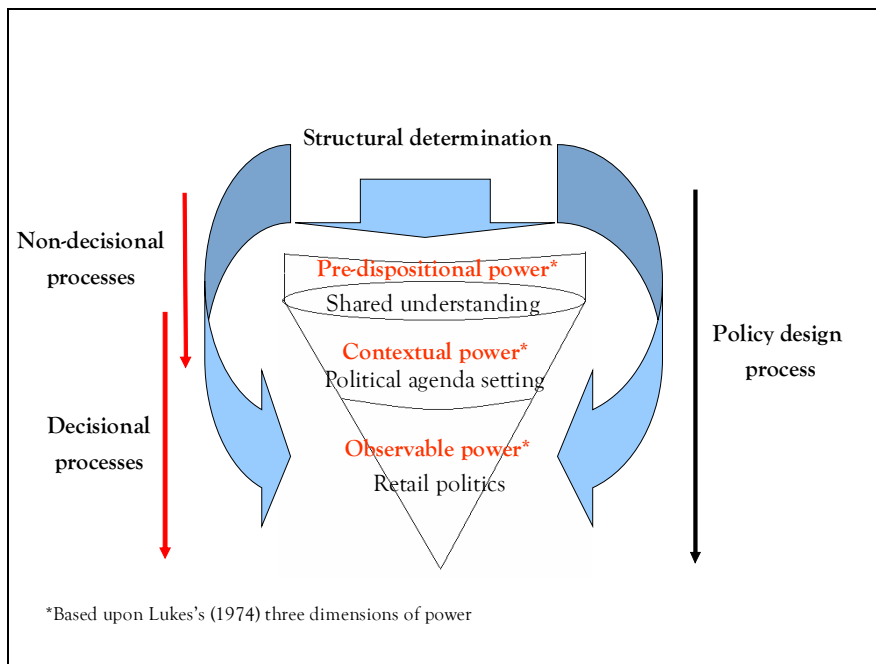 Structural determination
Non-decisional
processes
Pre-dispositional power*
Shared understanding
Contextual power*
Political agenda setting
Policy design
process
Decisional
processes
Observable power*
Retail politics
*Based upon Lukes's (1974) three dimensions of power